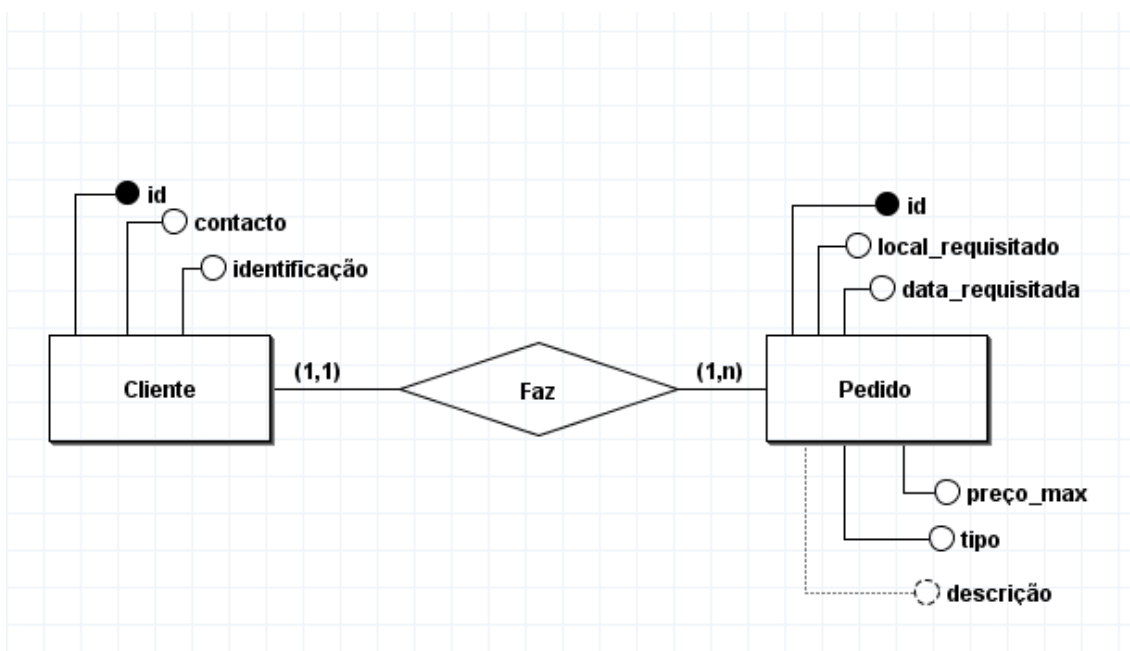 id
contacto
identificação
Cliente
(1,1)
Faz
(1,n)
id
local_requisitado
data_requisitada
Pedido
preço_max
tipo
descrição